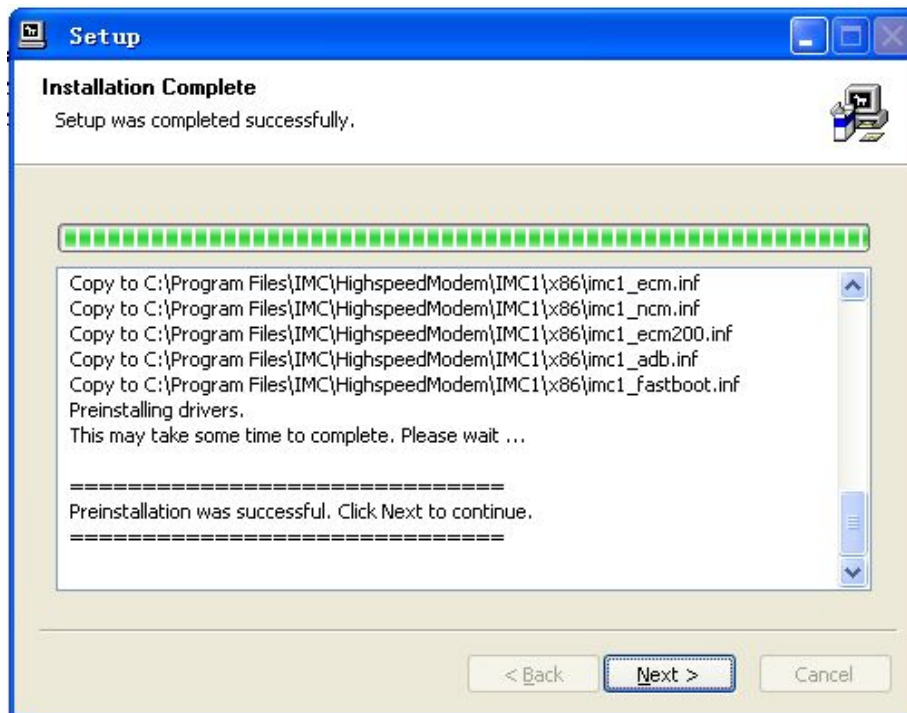 Setup
Installation Complete
Setup was completed successfully.
Copy to C:\Program Files\IMC\HighspeedModem\IMC1\x86\imc1_ecm.inf
Copy to C:\Program Files\IMC\HighspeedModem\IMC1\x86\imc1_ncm.inf
Copy to C:\Program Files\IMC\HighspeedModem\IMC1\x86\imc1_ecm200.inf
Copy to C:\Program Files\IMC\HighspeedModem\IMC1\x86\imc1_adb.inf
Copy to C:\Program Files\IMC\HighspeedModem\IMC1\x86\imc1_fastboot.inf
Preinstalling drivers.
This may take some time to complete. Please wait ...
==============================
Preinstallation was successful. Click Next to continue.
==============================
< Back
Next >
Cancel